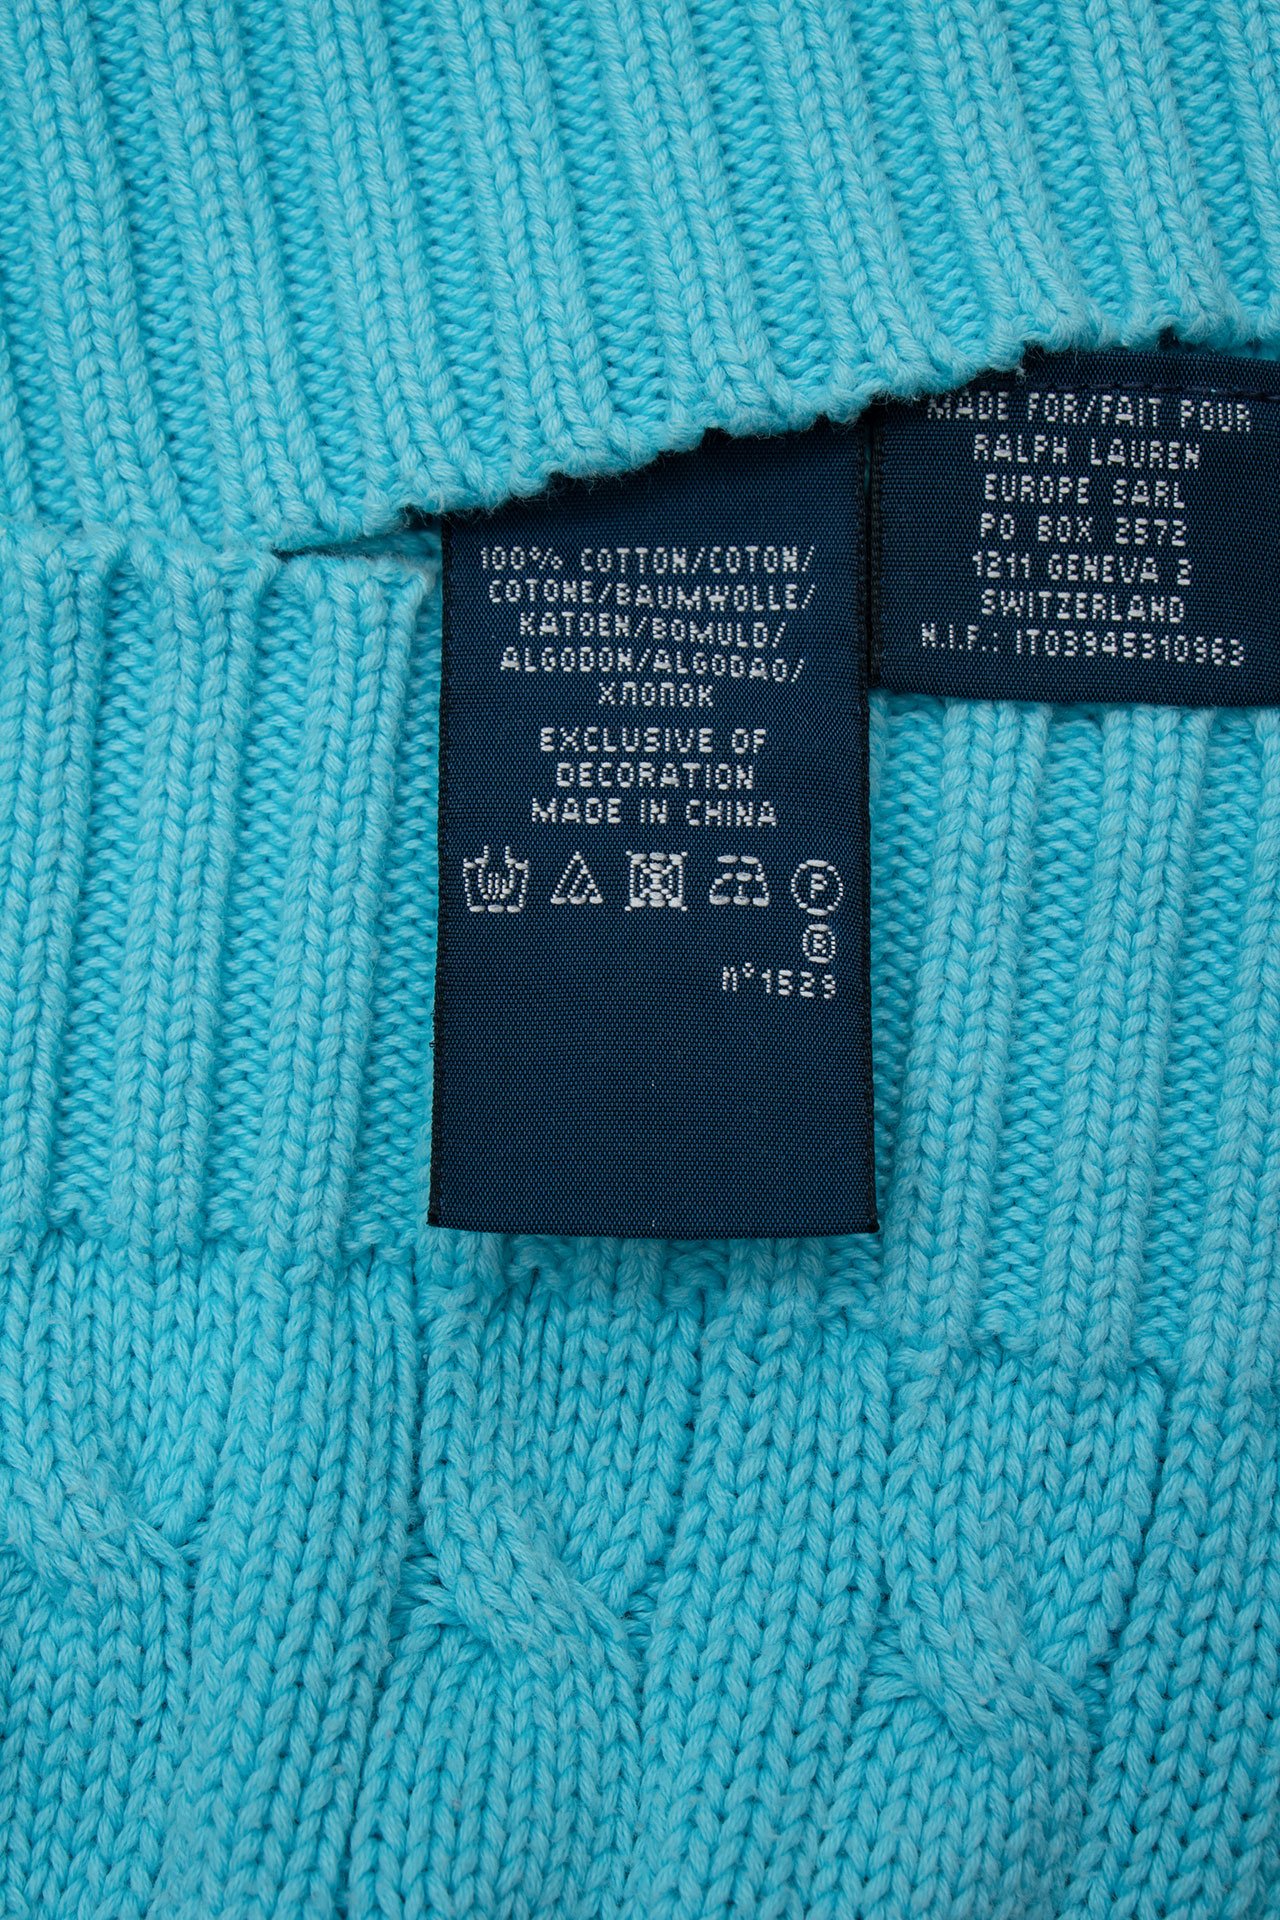 100% COTTON/COTON/
COTONE/BAUMWOLLE/
KATOEN/BOMULD/
ALGODON/ALGODAO/
ХЛОПОК
EXCLUSIVE OF
DECORATION
MADE IN CHINA
P
R
n°1529
MADE FOR/FAIT POUR
RALPH LAUREN
EUROPE SARL
PO BOX 2572
1211 GENEVA 2
SWITZERLAND
N.I.F.: IT03945310963